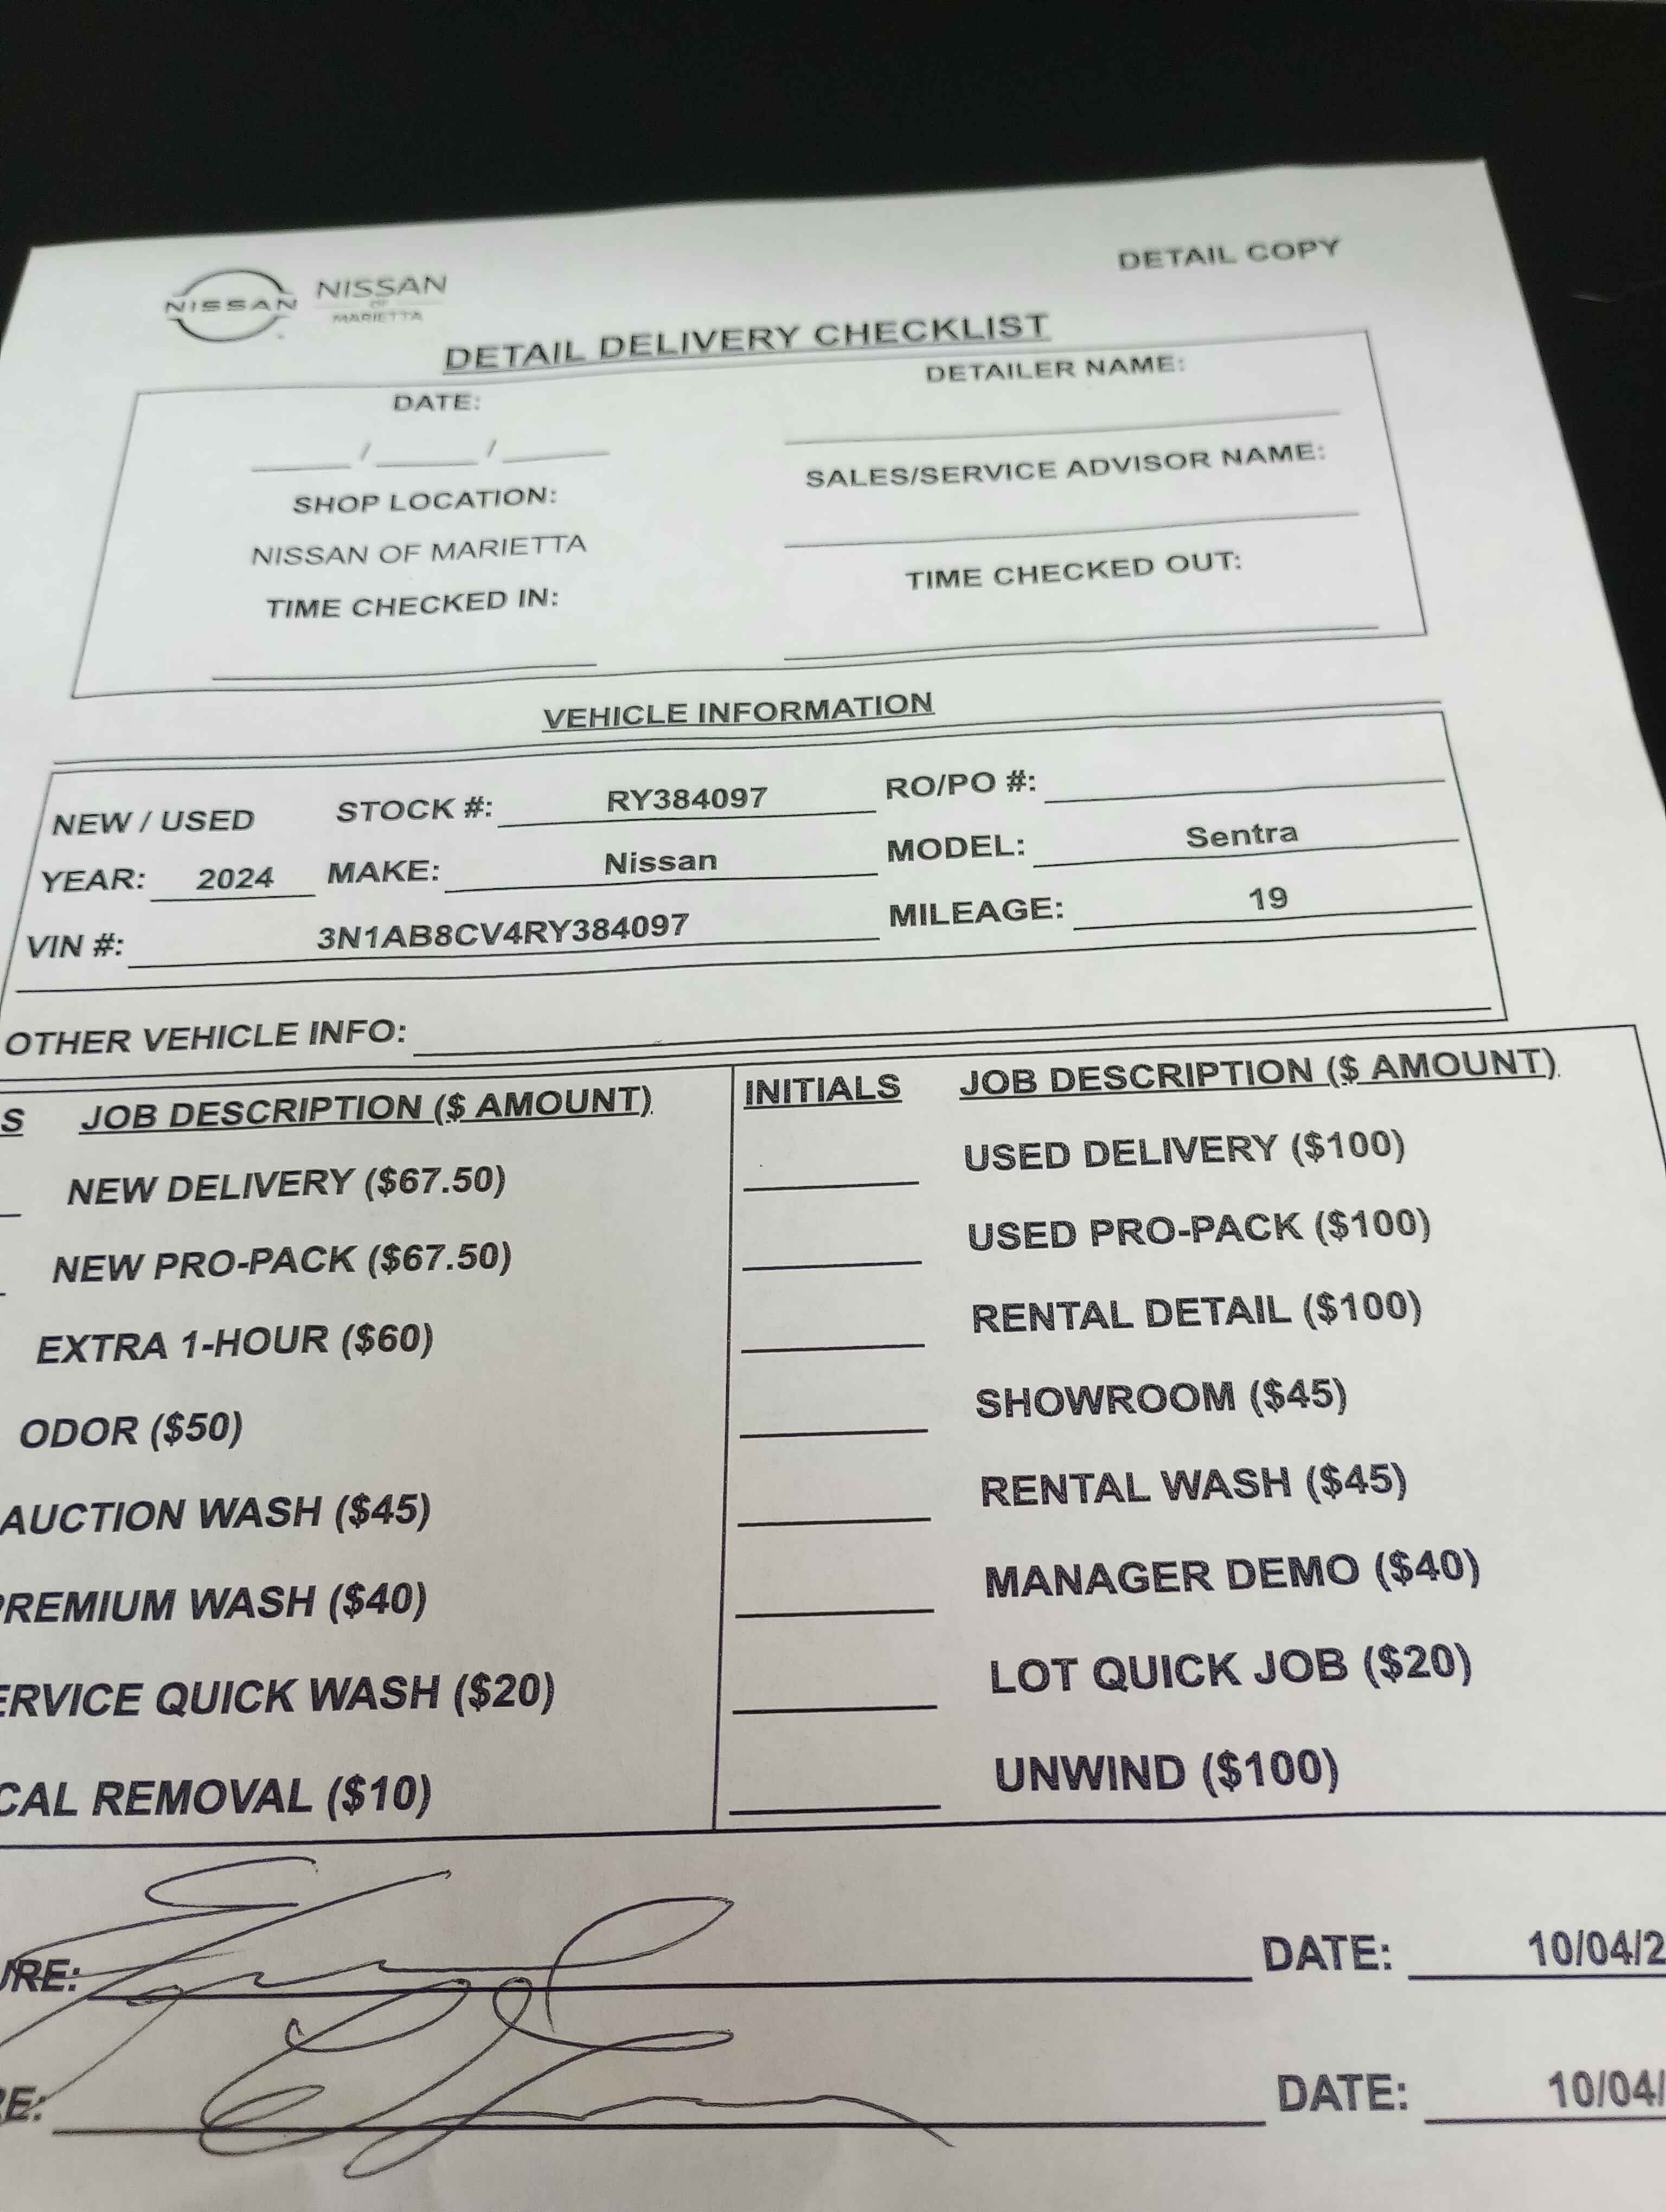 DETAIL COPY
NISSAN NISSAN
OF
MARIETTA
DETAIL DELIVERY CHECKLIST
DATE: DETAILER NAME:
/ /
SHOP LOCATION: SALES/SERVICE ADVISOR NAME:
NISSAN OF MARIETTA
TIME CHECKED IN: TIME CHECKED OUT:
VEHICLE INFORMATION
NEW / USED STOCK #: RY384097 RO/PO #:
YEAR: 2024 MAKE: Nissan MODEL: Sentra
VIN #: 3N1AB8CV4RY384097 MILEAGE: 19
OTHER VEHICLE INFO:
S JOB DESCRIPTION ($ AMOUNT) INITIALS JOB DESCRIPTION ($ AMOUNT)
NEW DELIVERY ($67.50) USED DELIVERY ($100)
NEW PRO-PACK ($67.50) USED PRO-PACK ($100)
EXTRA 1-HOUR ($60) RENTAL DETAIL ($100)
ODOR ($50) SHOWROOM ($45)
AUCTION WASH ($45) RENTAL WASH ($45)
PREMIUM WASH ($40) MANAGER DEMO ($40)
ERVICE QUICK WASH ($20) LOT QUICK JOB ($20)
CAL REMOVAL ($10) UNWIND ($100)
URE: DATE: 10/04/2
RE: DATE: 10/04/